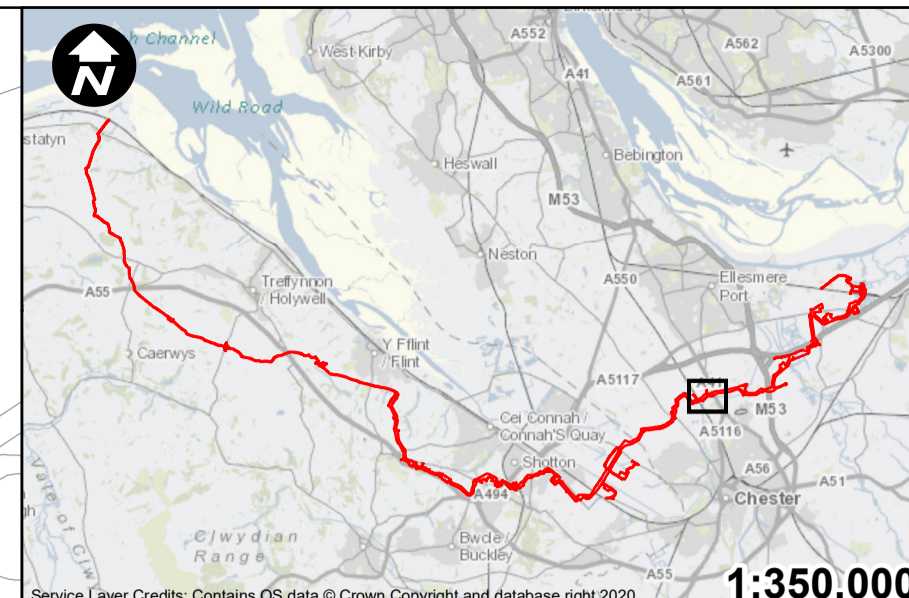 N
h Channel
Wild Road
West Kirby
A552
A562
A5300
A41
A561
statyn
Heswall
Bebington
M53
Neston
A550
Ellesmere
Port
Treffynnon
/ Holywell
A55
Caerwys
Y Fflint
/ Flint
A5117
Cei Connah /
Connah'S Quay
M53
A5116
Shotton
A56
A51
A494
Chester
Clwydian
Range
Bwcle /
Buckley
A55
1:350,000
Service Layer Credits: Contains OS data © Crown Copyright and database right 2020